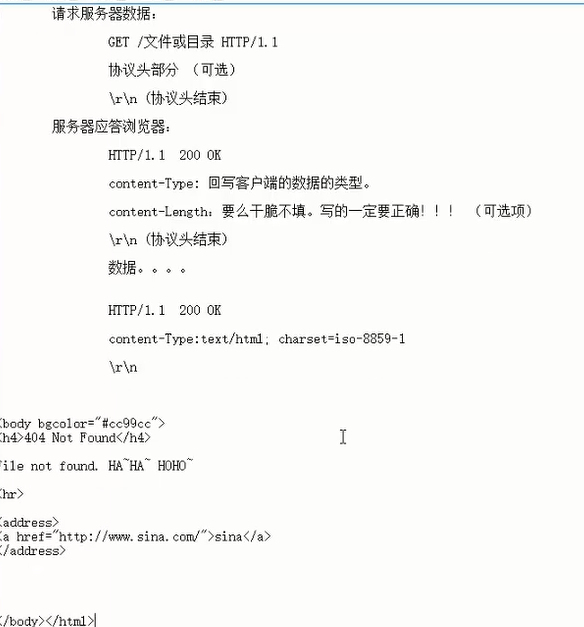 请求服务器数据：
GET /文件或目录 HTTP/1.1
协议头部分 （可选）
\r\n（协议头结束）
服务器应答浏览器：
HTTP/1.1 200 OK
content-Type: 回写客户端的数据的类型。
content-Length：要么干脆不填。写的一定要正确！！！ （可选项）
\r\n（协议头结束）
数据。。。。
HTTP/1.1 200 OK
content-Type:text/html; charset=iso-8859-1
\r\n
<body bgcolor="#cc99cc">
<h4>404 Not Found</h4>
File not found. HA~HA~ HOHO~
<hr>
<address>
<a href="http://www.sina.com/">sina</a>
</address>
</body></html>